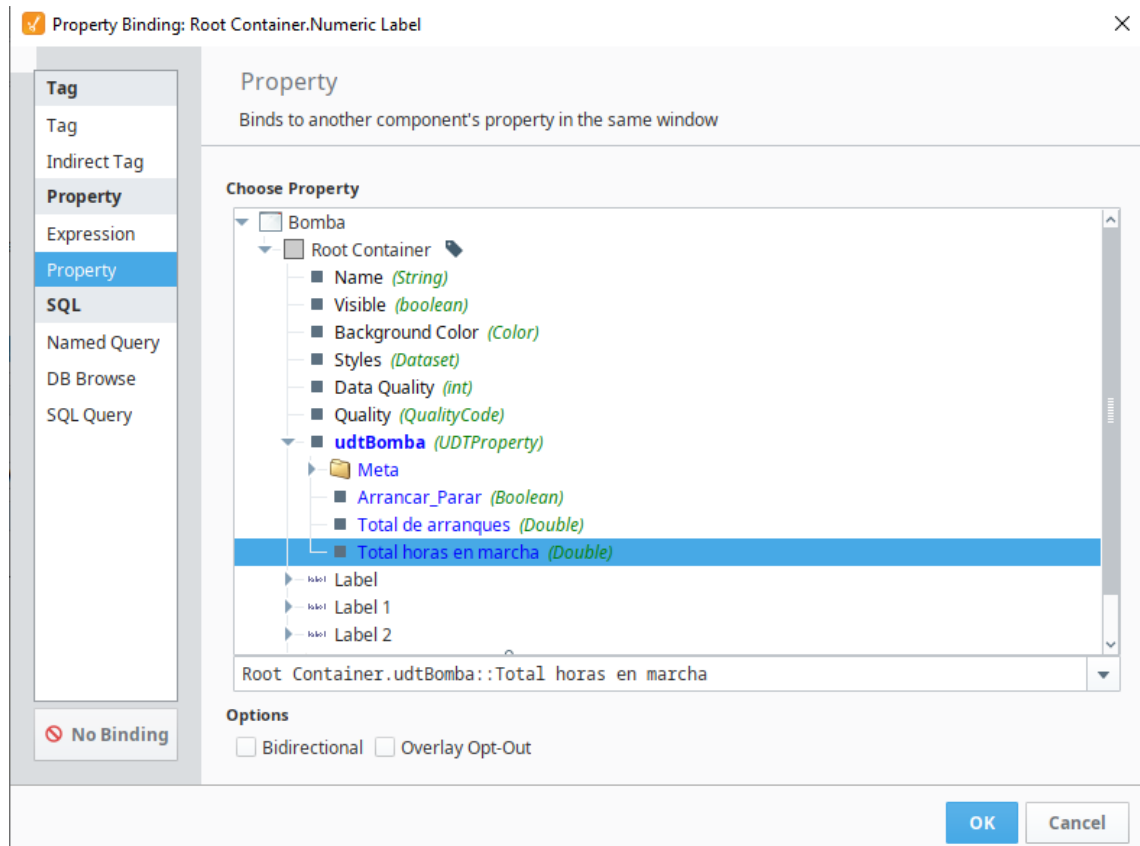 Property Binding: Root Container.Numeric Label
Tag
Tag
Indirect Tag
Property
Expression
Property
SQL
Named Query
DB Browse
SQL Query
No Binding
Property
Binds to another component's property in the same window
Choose Property
Bomba
Root Container
Name (String)
Visible (boolean)
Background Color (Color)
Styles (Dataset)
Data Quality (int)
Quality (QualityCode)
udtBomba (UDTProperty)
Meta
Arrancar_Parar (Boolean)
Total de arranques (Double)
Total horas en marcha (Double)
label Label
label Label 1
label Label 2
Root Container.udtBomba::Total horas en marcha
Options
Bidirectional Overlay Opt-Out
OK Cancel